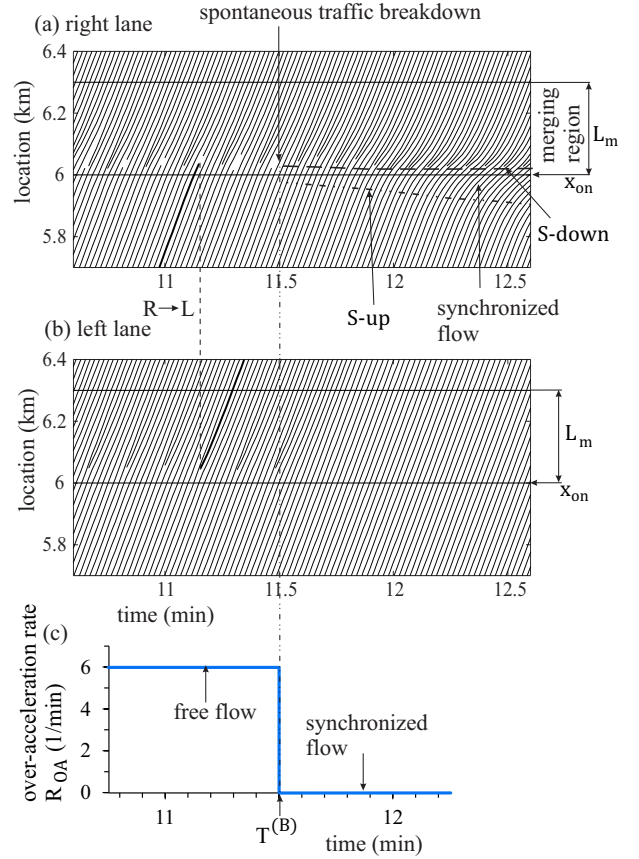 spontaneous traffic breakdown
(a) right lane
6.4
6.2
6
5.8
location (km)
merging
region
L_m
x_on
S-down
11
11.5
12
12.5
R→L
S-up
synchronized
flow
(b) left lane
6.4
6.2
6
5.8
location (km)
L_m
x_on
11
11.5
12
12.5
time (min)
(c)
over-acceleration rate
R_OA (1/min)
6
4
2
0
free flow
synchronized
flow
11
T^(B)
12
time (min)